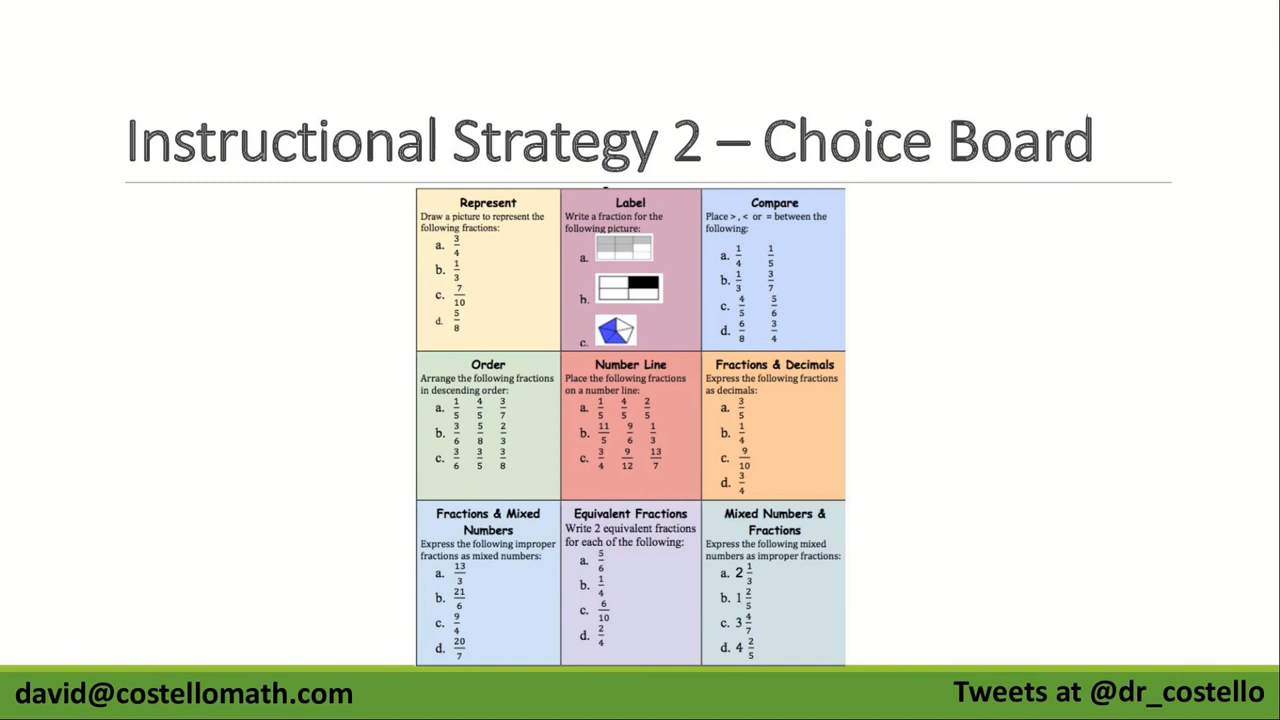 Instructional Strategy 2 – Choice Board
Represent
Draw a picture to represent the
following fractions:
a. 3/4
b. 1/3
c. 7/10
d. 5/8
Label
Write a fraction for the
following picture:
a.
b.
c.
Compare
Place > , < or = between the
following:
a. 1/4 1/5
b. 1/3 3/7
c. 4/5 5/6
d. 6/8 3/4
Order
Arrange the following fractions
in descending order:
a. 1/5 4/5 3/7
b. 3/6 5/8 2/3
c. 3/6 3/5 3/8
Number Line
Place the following fractions
on a number line:
a. 1/5 4/5 2/5
b. 11/5 9/6 1/3
c. 3/4 9/12 13/7
Fractions & Decimals
Express the following fractions
as decimals:
a. 3/5
b. 1/4
c. 9/10
d. 3/4
Fractions & Mixed
Numbers
Express the following improper
fractions as mixed numbers:
a. 13/3
b. 21/6
c. 9/4
d. 20/7
Equivalent Fractions
Write 2 equivalent fractions
for each of the following:
a. 5/6
b. 1/4
c. 6/10
d. 2/4
Mixed Numbers &
Fractions
Express the following mixed
numbers as improper fractions:
a. 2 1/3
b. 1 2/5
c. 3 4/7
d. 4 2/5
david@costellomath.com
Tweets at @dr_costello